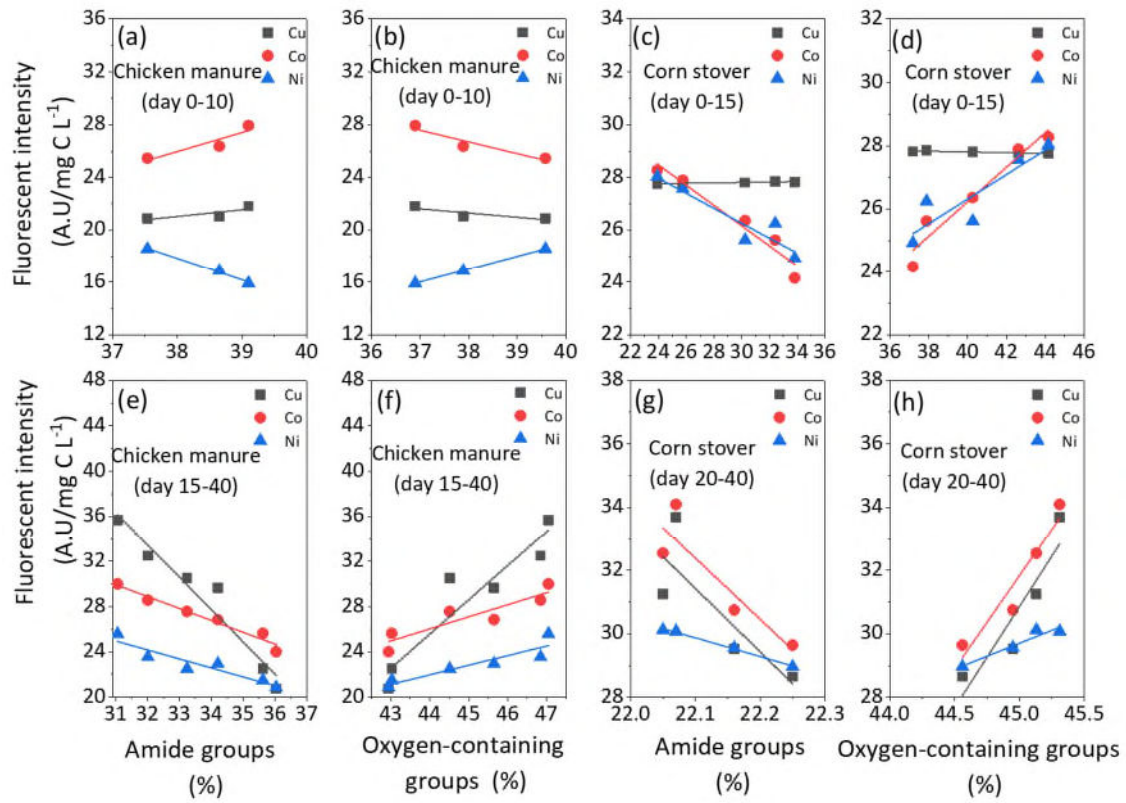 (a)
Cu
Co
Ni
Chicken manure
(day 0-10)
(b)
Cu
Co
Ni
Chicken manure
(day 0-10)
(c)
Cu
Co
Ni
Corn stover
(day 0-15)
(d)
Cu
Co
Ni
Corn stover
(day 0-15)
Fluorescent intensity
(A.U/mg C L⁻¹)
36
32
28
24
20
16
12
37 38 39 40
36
32
28
24
20
16
12
36 37 38 39 40
36
34
32
30
28
26
24
22
22 24 26 28 30 32 34 36
34
32
30
28
26
24
22
36 38 40 42 44 46
(e)
Cu
Co
Ni
Chicken manure
(day 15-40)
(f)
Cu
Co
Ni
Chicken manure
(day 15-40)
(g)
Cu
Co
Ni
Corn stover
(day 20-40)
(h)
Cu
Co
Ni
Corn stover
(day 20-40)
Fluorescent intensity
(A.U/mg C L⁻¹)
48
44
40
36
32
28
24
20
31 32 33 34 35 36 37
48
44
40
36
32
28
24
20
43 44 45 46 47
40
38
36
34
32
30
28
22.0 22.1 22.2 22.3
38
36
34
32
30
28
44.0 44.5 45.0 45.5
Amide groups
(%)
Oxygen-containing
groups (%)
Amide groups
(%)
Oxygen-containing groups
(%)